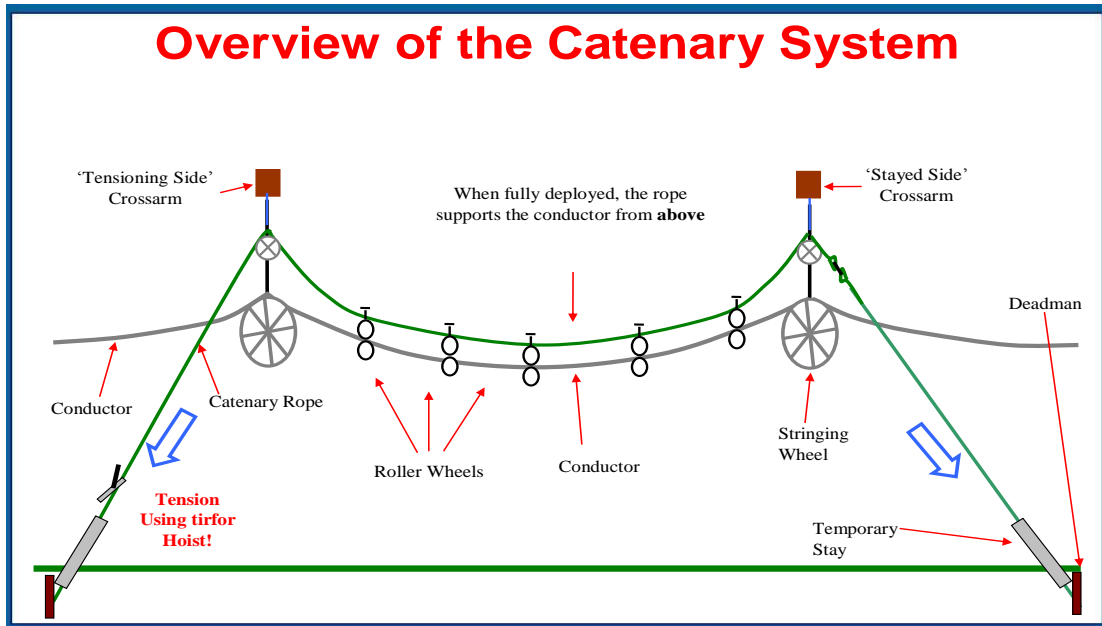 Overview of the Catenary System
‘Tensioning Side’
Crossarm
When fully deployed, the rope
supports the conductor from above
‘Stayed Side’
Crossarm
Deadman
Conductor
Catenary Rope
Roller Wheels
Conductor
Stringing
Wheel
Tension
Using tirfor
Hoist!
Temporary
Stay